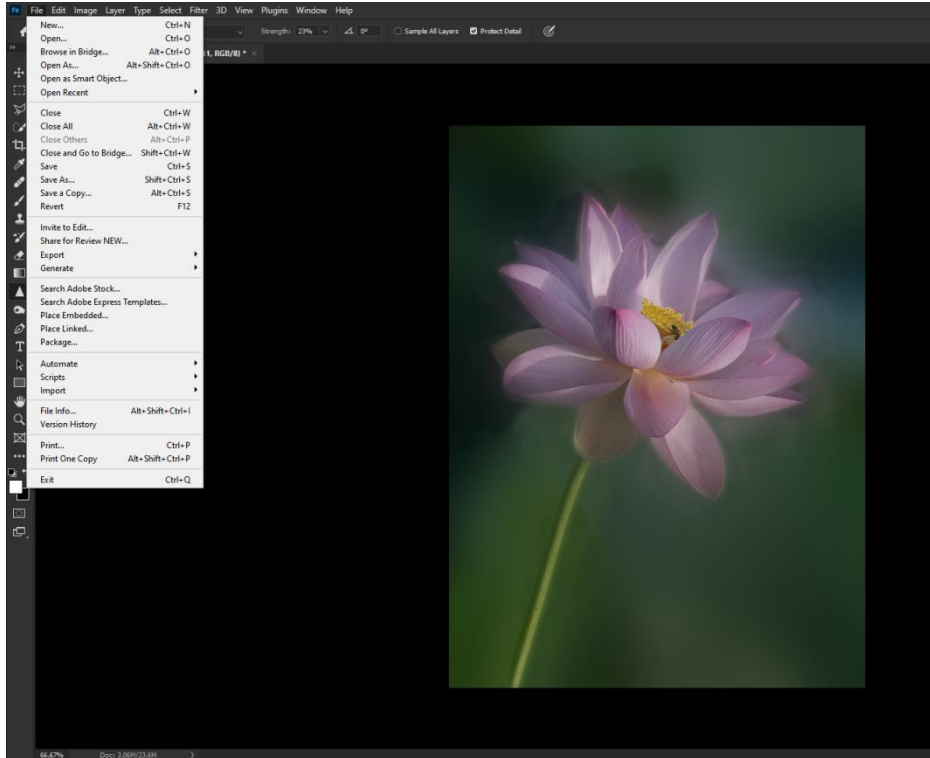 Ps File Edit Image Layer Type Select Filter 3D View Plugins Window Help
Strength: 23% 0° Sample All Layers Protect Detail
1, RGB/8) * ×
New... Ctrl+N
Open... Ctrl+O
Browse in Bridge... Alt+Ctrl+O
Open As... Alt+Shift+Ctrl+O
Open as Smart Object...
Open Recent
Close Ctrl+W
Close All Alt+Ctrl+W
Close Others Alt+Ctrl+P
Close and Go to Bridge... Shift+Ctrl+W
Save Ctrl+S
Save As... Shift+Ctrl+S
Save a Copy... Alt+Ctrl+S
Revert F12
Invite to Edit...
Share for Review NEW...
Export
Generate
Search Adobe Stock...
Search Adobe Express Templates...
Place Embedded...
Place Linked...
Package...
Automate
Scripts
Import
File Info... Alt+Shift+Ctrl+I
Version History
Print... Ctrl+P
Print One Copy Alt+Shift+Ctrl+P
Exit Ctrl+Q
66.67% Doc: 3.06M/23.6M